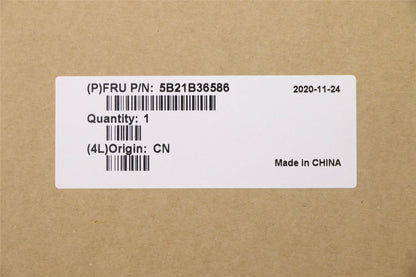 (P)FRU P/N: 5B21B36586 2020-11-24
Quantity: 1
(4L)Origin: CN
Made in CHINA